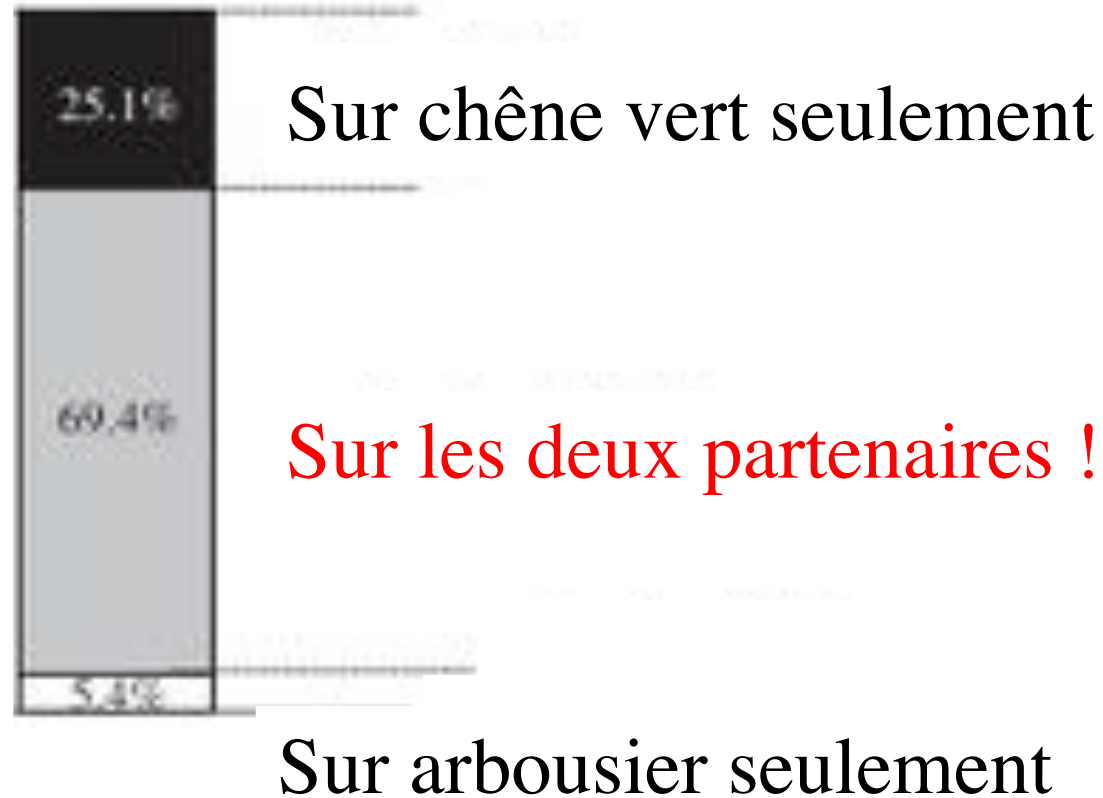 25.1%
Sur chêne vert seulement
69.4%
Sur les deux partenaires !
5.4%
Sur arbousier seulement